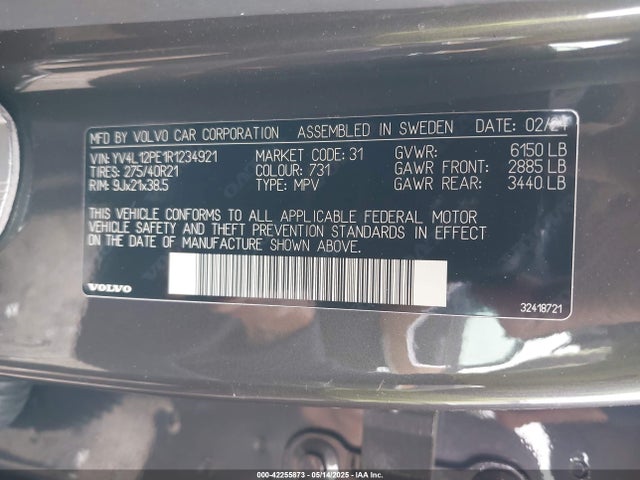 MFD BY VOLVO CAR CORPORATION ASSEMBLED IN SWEDEN DATE: 02/24
VIN: YV4L12PE1R1234921 MARKET CODE: 31 GVWR: 6150 LB
TIRES: 275/40R21 COLOUR: 731 GAWR FRONT: 2885 LB
RIM: 9Jx21x38.5 TYPE: MPV GAWR REAR: 3440 LB
THIS VEHICLE CONFORMS TO ALL APPLICABLE FEDERAL MOTOR
VEHICLE SAFETY AND THEFT PREVENTION STANDARDS IN EFFECT
ON THE DATE OF MANUFACTURE SHOWN ABOVE.
VOLVO 32418721
000-42255873 - 05/14/2025 - IAA Inc.